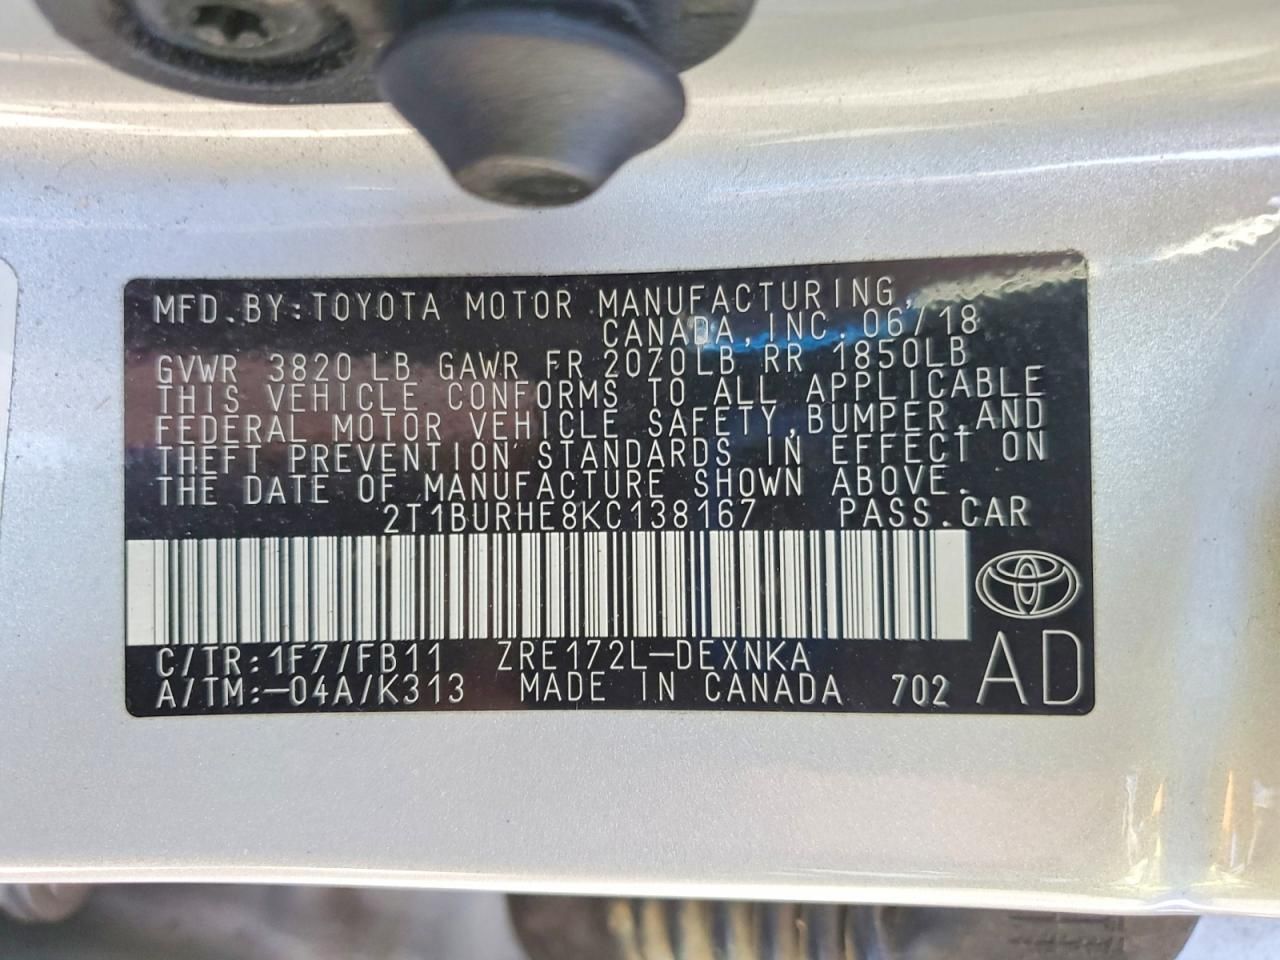 MFD.BY:TOYOTA MOTOR MANUFACTURING,
CANADA,INC 06/18
GVWR 3820 LB GAWR FR 2070LB RR 1850LB
THIS VEHICLE CONFORMS TO ALL APPLICABLE
FEDERAL MOTOR VEHICLE SAFETY,BUMPER,AND
THEFT PREVENTION STANDARDS IN EFFECT ON
THE DATE OF MANUFACTURE SHOWN ABOVE.
2T1BURHE8KC138167 PASS.CAR
C/TR:1F7/FB11 ZRE172L-DEXNKA
A/TM:-04A/K313 MADE IN CANADA 702 AD